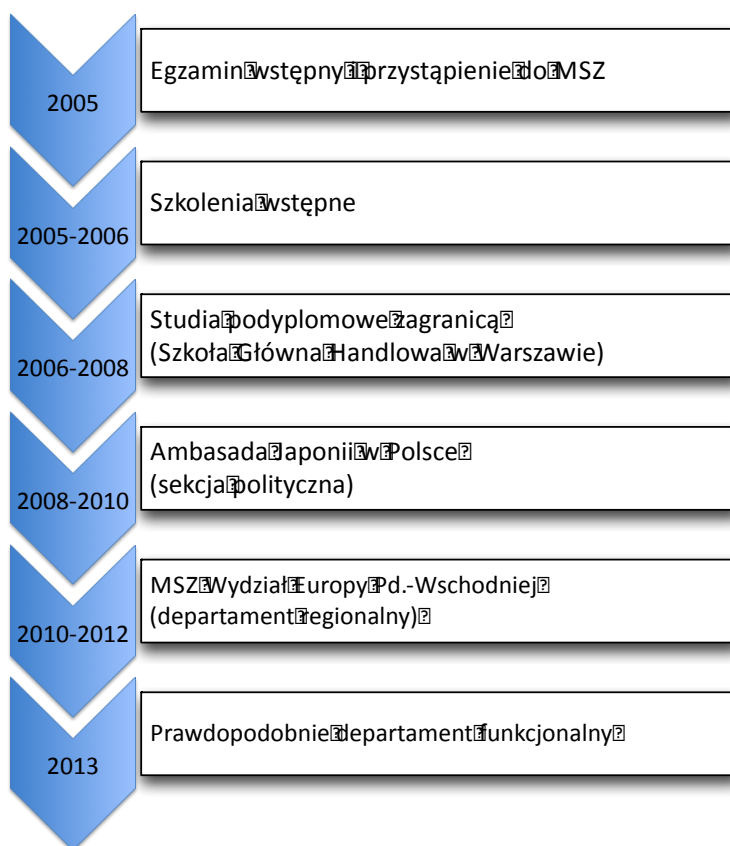 2005
Egzamin wstępny i przystąpienie do MSZ
2005-2006
Szkolenia wstępne
2006-2008
Studia podyplomowe zagranicą
(Szkoła Główna Handlowa w Warszawie)
2008-2010
Ambasada Japonii w Polsce
(sekcja polityczna)
2010-2012
MSZ Wydział Europy Pd.-Wschodniej
(departament regionalny)
2013
Prawdopodobnie departament funkcjonalny